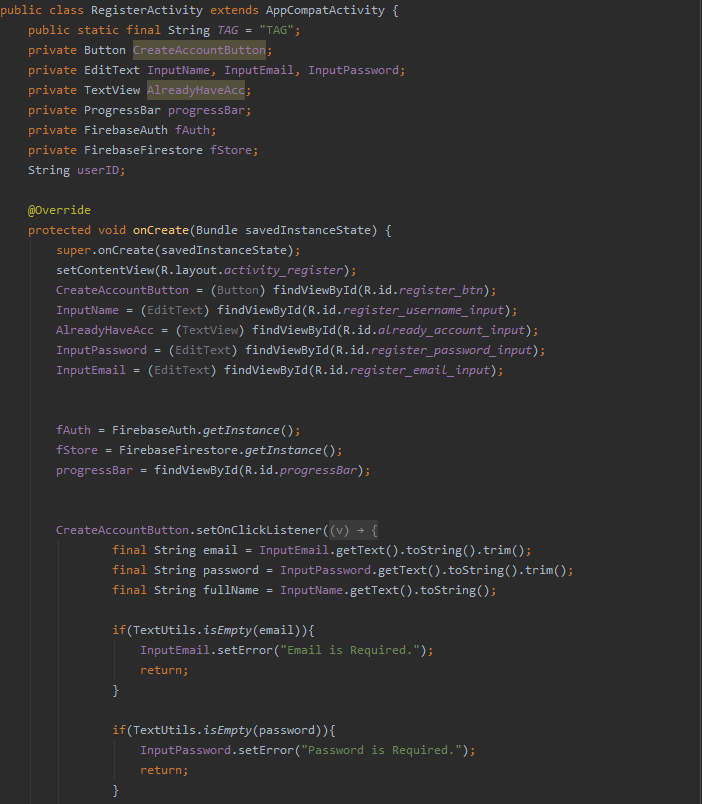 public class RegisterActivity extends AppCompatActivity {
public static final String TAG = "TAG";
private Button CreateAccountButton;
private EditText InputName, InputEmail, InputPassword;
private TextView AlreadyHaveAcc;
private ProgressBar progressBar;
private FirebaseAuth fAuth;
private FirebaseFirestore fStore;
String userID;
@Override
protected void onCreate(Bundle savedInstanceState) {
super.onCreate(savedInstanceState);
setContentView(R.layout.activity_register);
CreateAccountButton = (Button) findViewById(R.id.register_btn);
InputName = (EditText) findViewById(R.id.register_username_input);
AlreadyHaveAcc = (TextView) findViewById(R.id.already_account_input);
InputPassword = (EditText) findViewById(R.id.register_password_input);
InputEmail = (EditText) findViewById(R.id.register_email_input);
fAuth = FirebaseAuth.getInstance();
fStore = FirebaseFirestore.getInstance();
progressBar = findViewById(R.id.progressBar);
CreateAccountButton.setOnClickListener((v) → {
final String email = InputEmail.getText().toString().trim();
final String password = InputPassword.getText().toString().trim();
final String fullName = InputName.getText().toString();
if(TextUtils.isEmpty(email)){
InputEmail.setError("Email is Required.");
return;
}
if(TextUtils.isEmpty(password)){
InputPassword.setError("Password is Required.");
return;
}